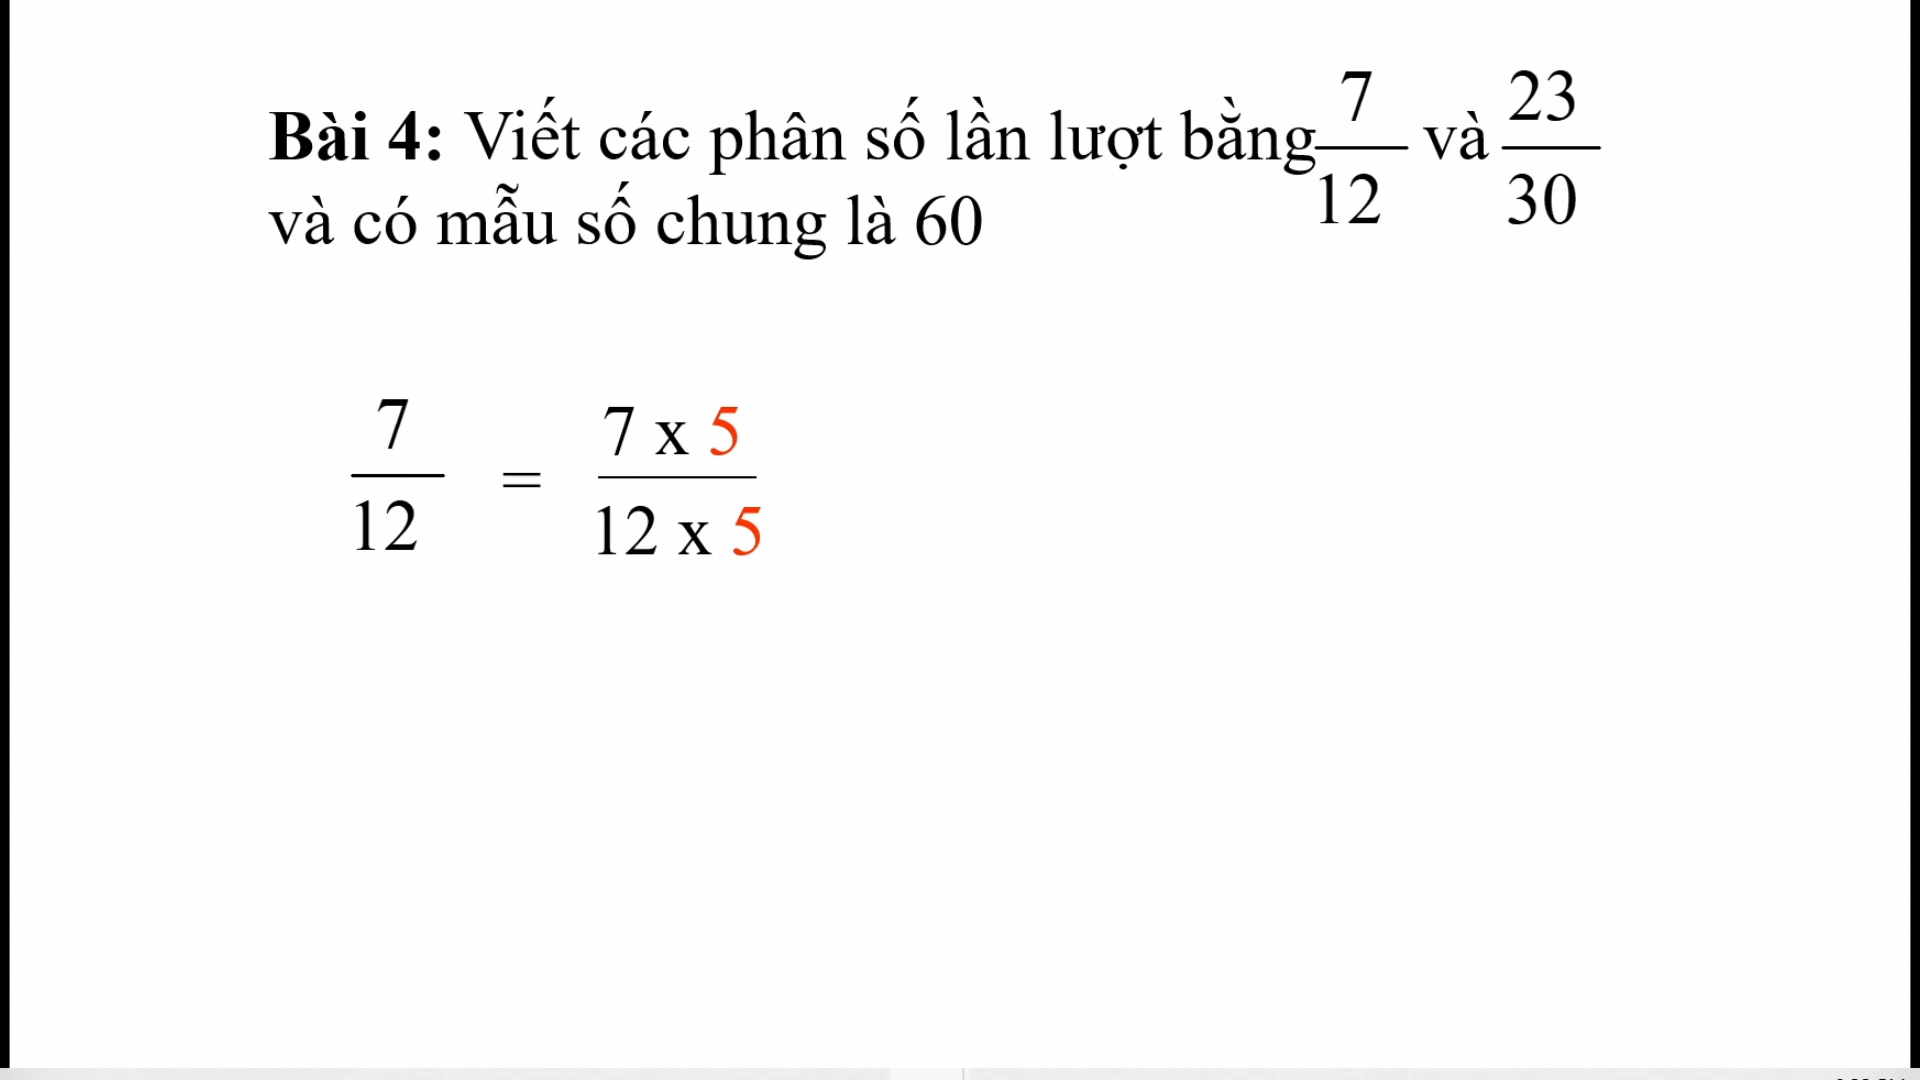 Bài 4: Viết các phân số lần lượt bằng 7/12 và 23/30
và có mẫu số chung là 60
7/12 = 7 x 5/12 x 5